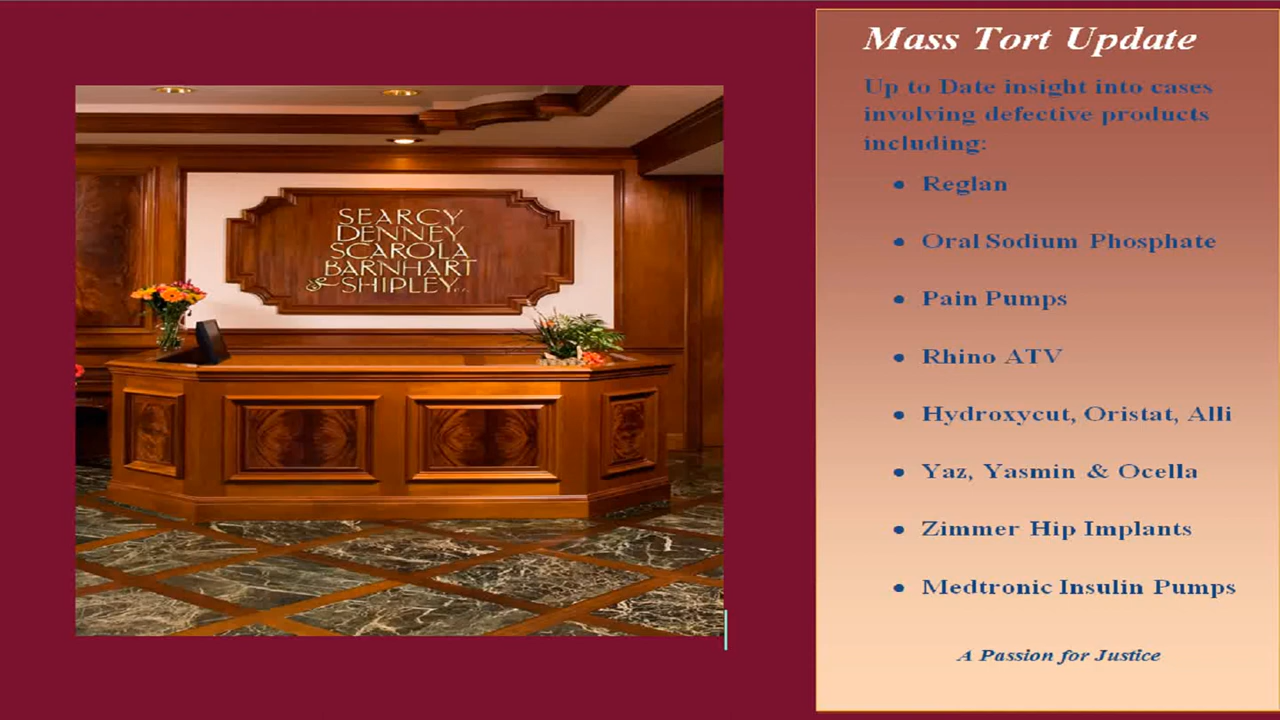 SEARCY
DENNEY
SCAROLA
BARNHART
& SHIPLEY
Mass Tort Update
Up to Date insight into cases
involving defective products
including:
• Reglan
• Oral Sodium Phosphate
• Pain Pumps
• Rhino ATV
• Hydroxycut, Oristat, Alli
• Yaz, Yasmin & Ocella
• Zimmer Hip Implants
• Medtronic Insulin Pumps
A Passion for Justice